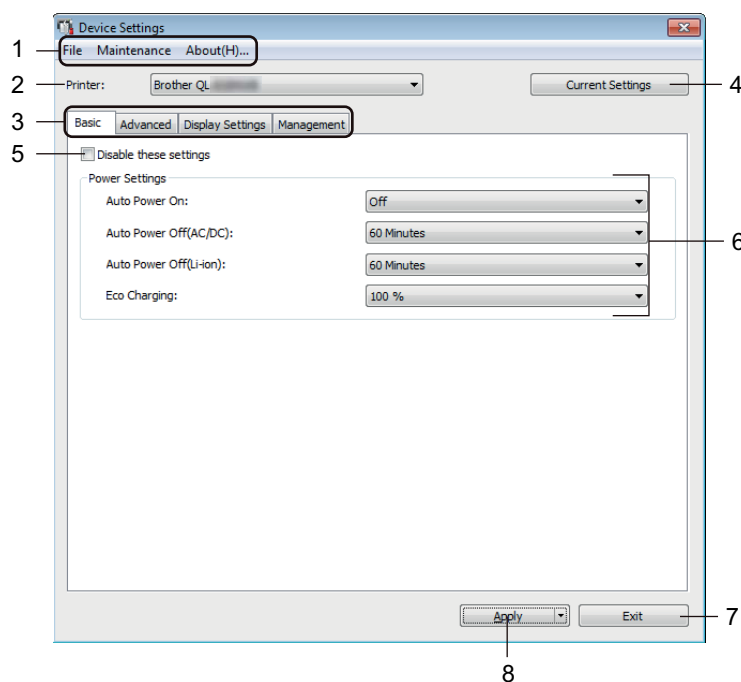 Device Settings
1
File Maintenance About(H)...
2
Printer:
Brother QL
Current Settings
4
3
Basic Advanced Display Settings Management
5
Disable these settings
Power Settings
Auto Power On:
Off
Auto Power Off(AC/DC):
60 Minutes
6
Auto Power Off(Li-ion):
60 Minutes
Eco Charging:
100 %
Apply
Exit
7
8